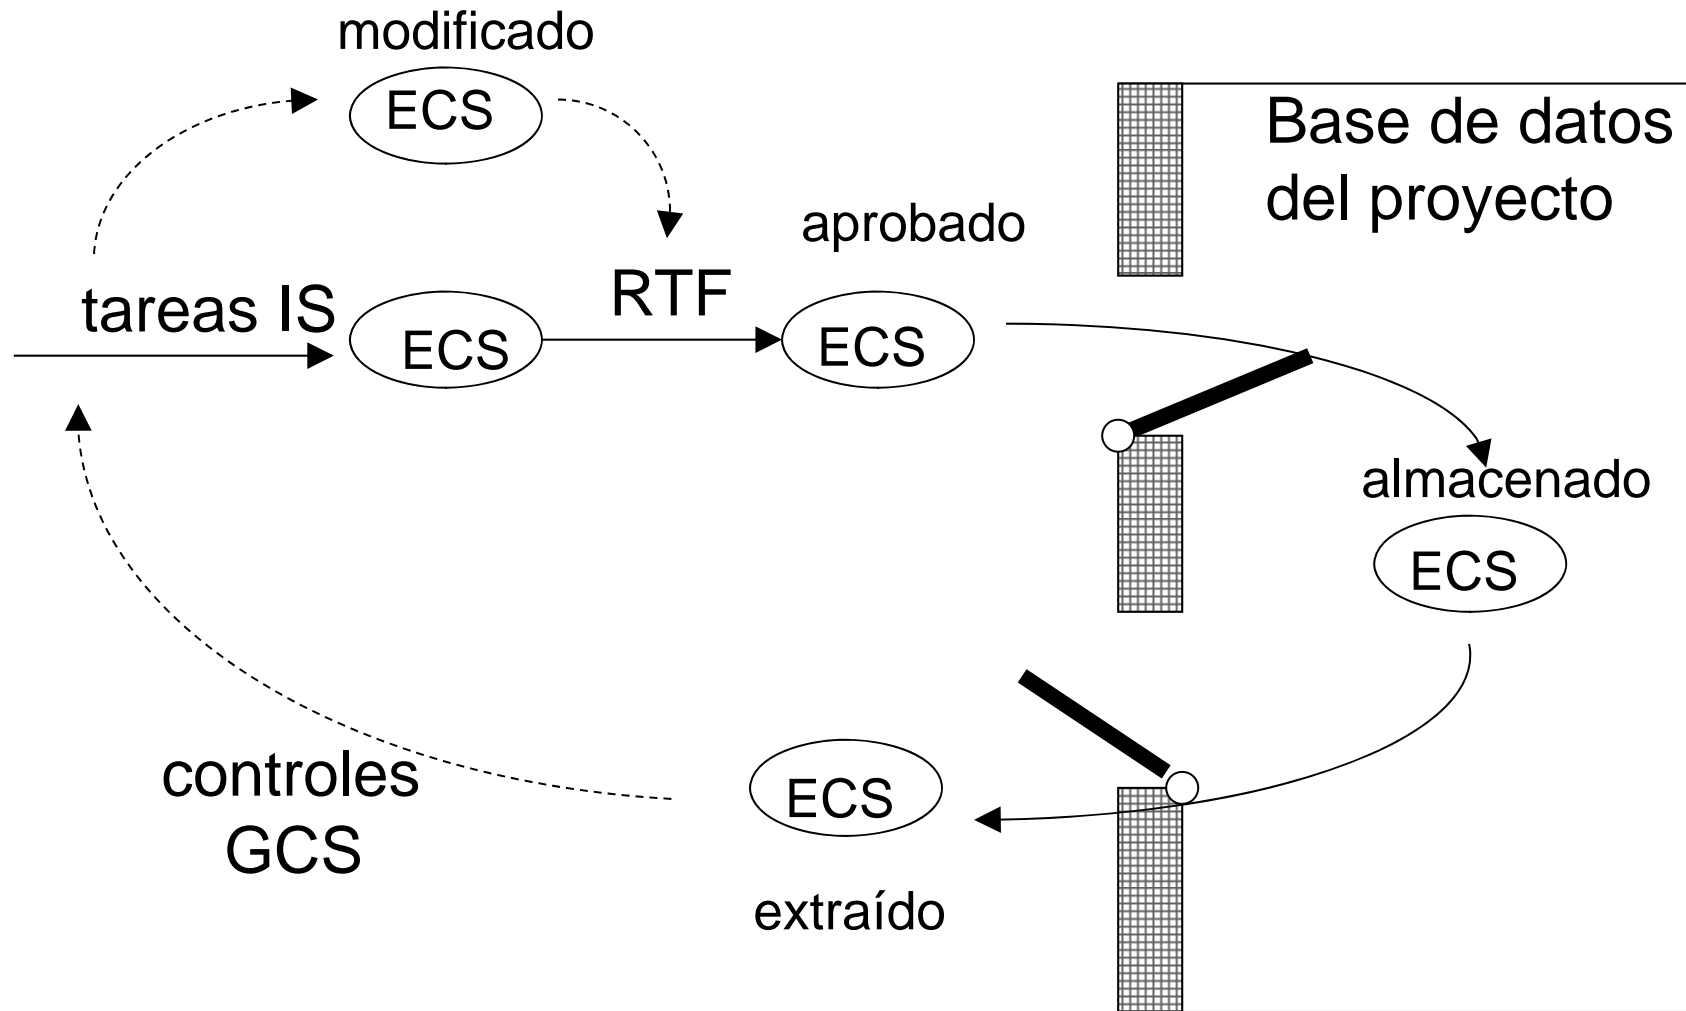 modificado
ECS
Base de datos
del proyecto
aprobado
tareas IS
RTF
ECS
ECS
almacenado
ECS
controles
GCS
ECS
extraído